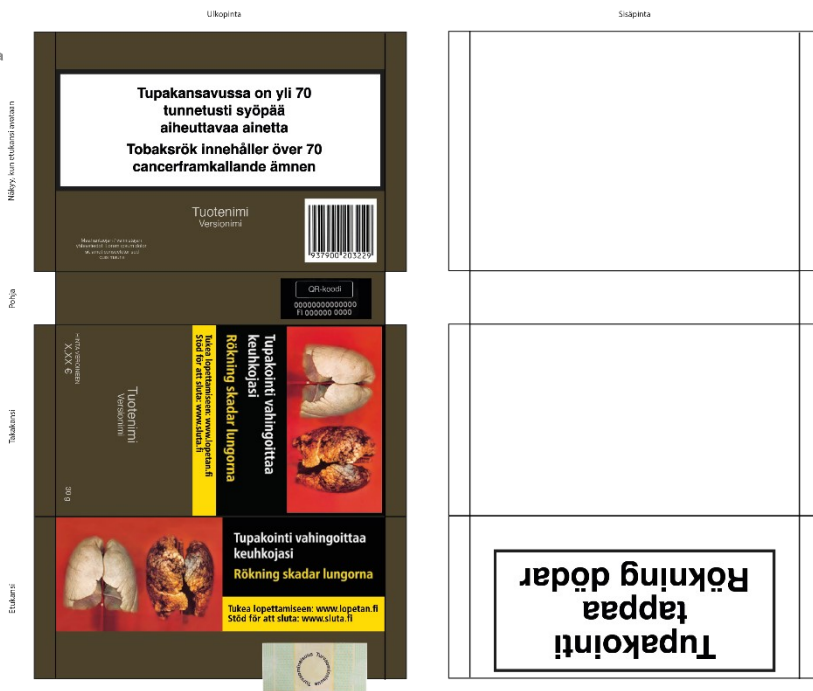 Ulkopinta
Sisäpinta
Näkyy, kun etukansi avataan
Tupakansavussa on yli 70
tunnetusti syöpää
aiheuttavaa ainetta
Tobaksrök innehåller över 70
cancerframkallande ämnen
Tuotenimi
Versionimi
937900 203229
Pohja
QR-koodi
00000000000000
FI 000000 0000
Takakansi
X,XX €
Tuotenimi
Versionimi
30 g
Tukea lopettamiseen: www.lopetan.fi
Stöd för att sluta: www.sluta.fi
Tupakointi vahingoittaa
keuhkojasi
Rökning skadar lungorna
Etukansi
Tupakointi vahingoittaa
keuhkojasi
Rökning skadar lungorna
Tukea lopettamiseen: www.lopetan.fi
Stöd för att sluta: www.sluta.fi
Tupakointi
tappaa
Rökning dödar